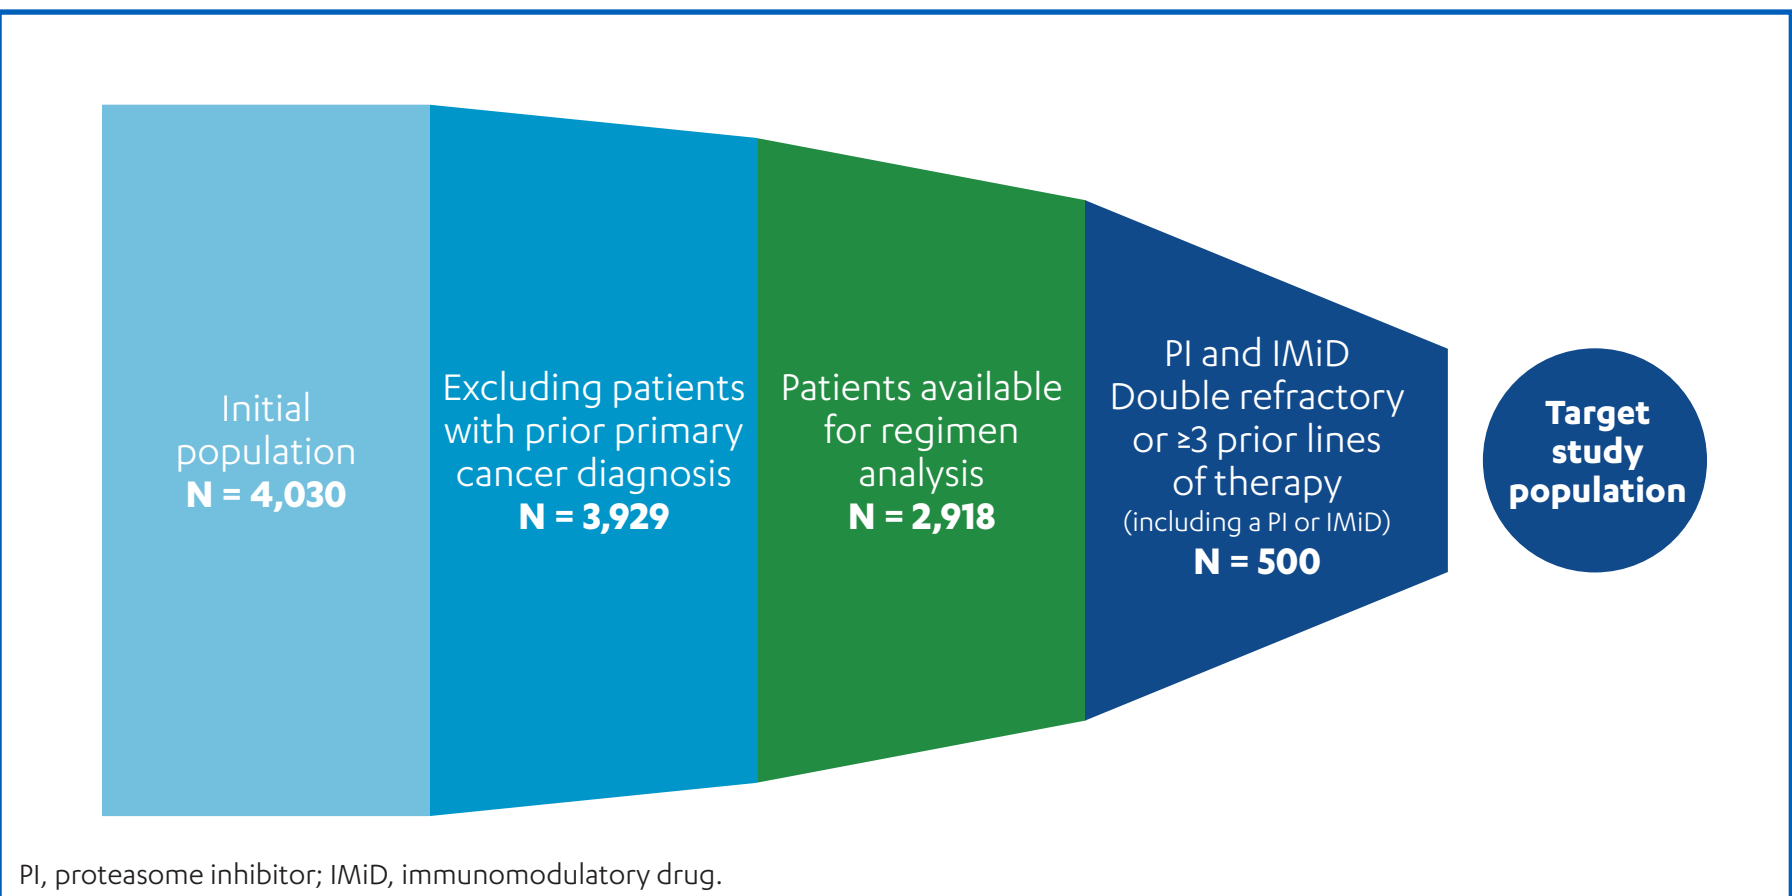 Initial
population
N = 4,030
Excluding patients
with prior primary
cancer diagnosis
N = 3,929
Patients available
for regimen
analysis
N = 2,918
PI and IMiD
Double refractory
or ≥3 prior lines
of therapy
(including a PI or IMiD)
N = 500
Target
study
population
PI, proteasome inhibitor; IMiD, immunomodulatory drug.